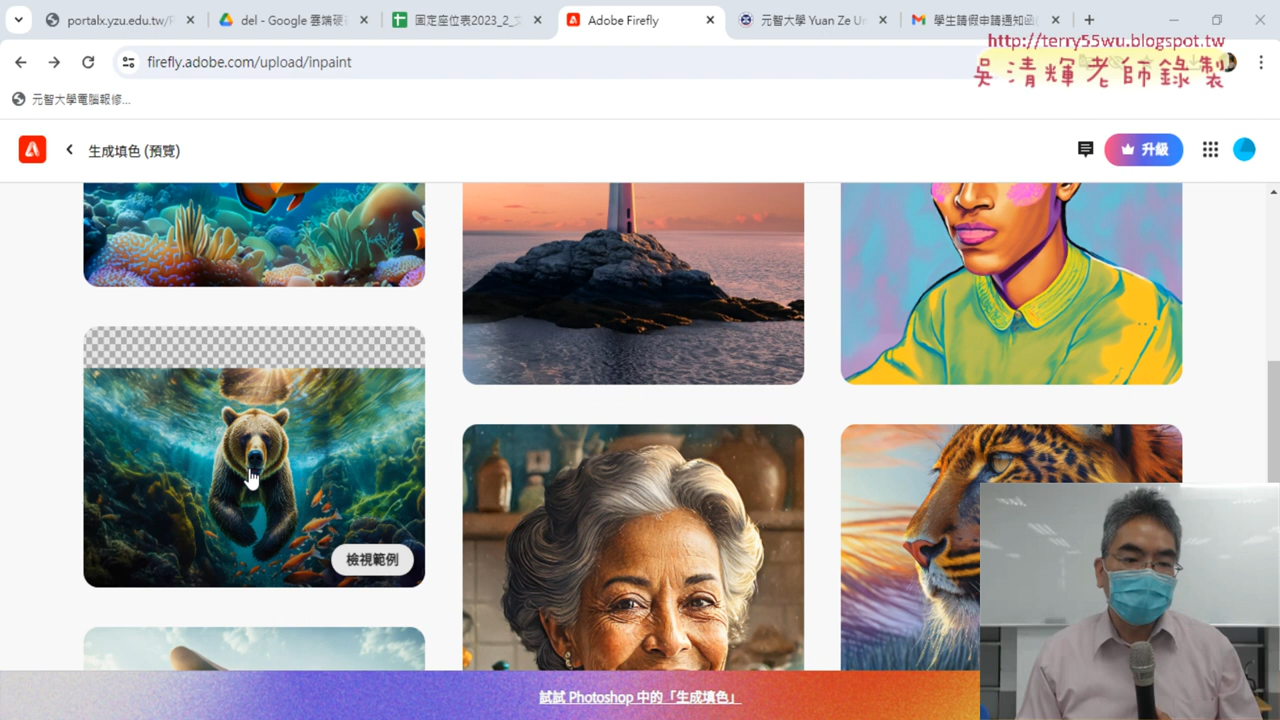 portalx.yzu.edu.tw/F
del - Google 雲端硬
固定座位表2023_2_
Adobe Firefly
元智大學 Yuan Ze U
學生請假申請通知函
http://terry55wu.blogspot.tw
firefly.adobe.com/upload/inpaint
吳清輝老師錄製
元智大學電腦報修...
生成填色 (預覽)
升級
檢視範例
試試 Photoshop 中的「生成填色」